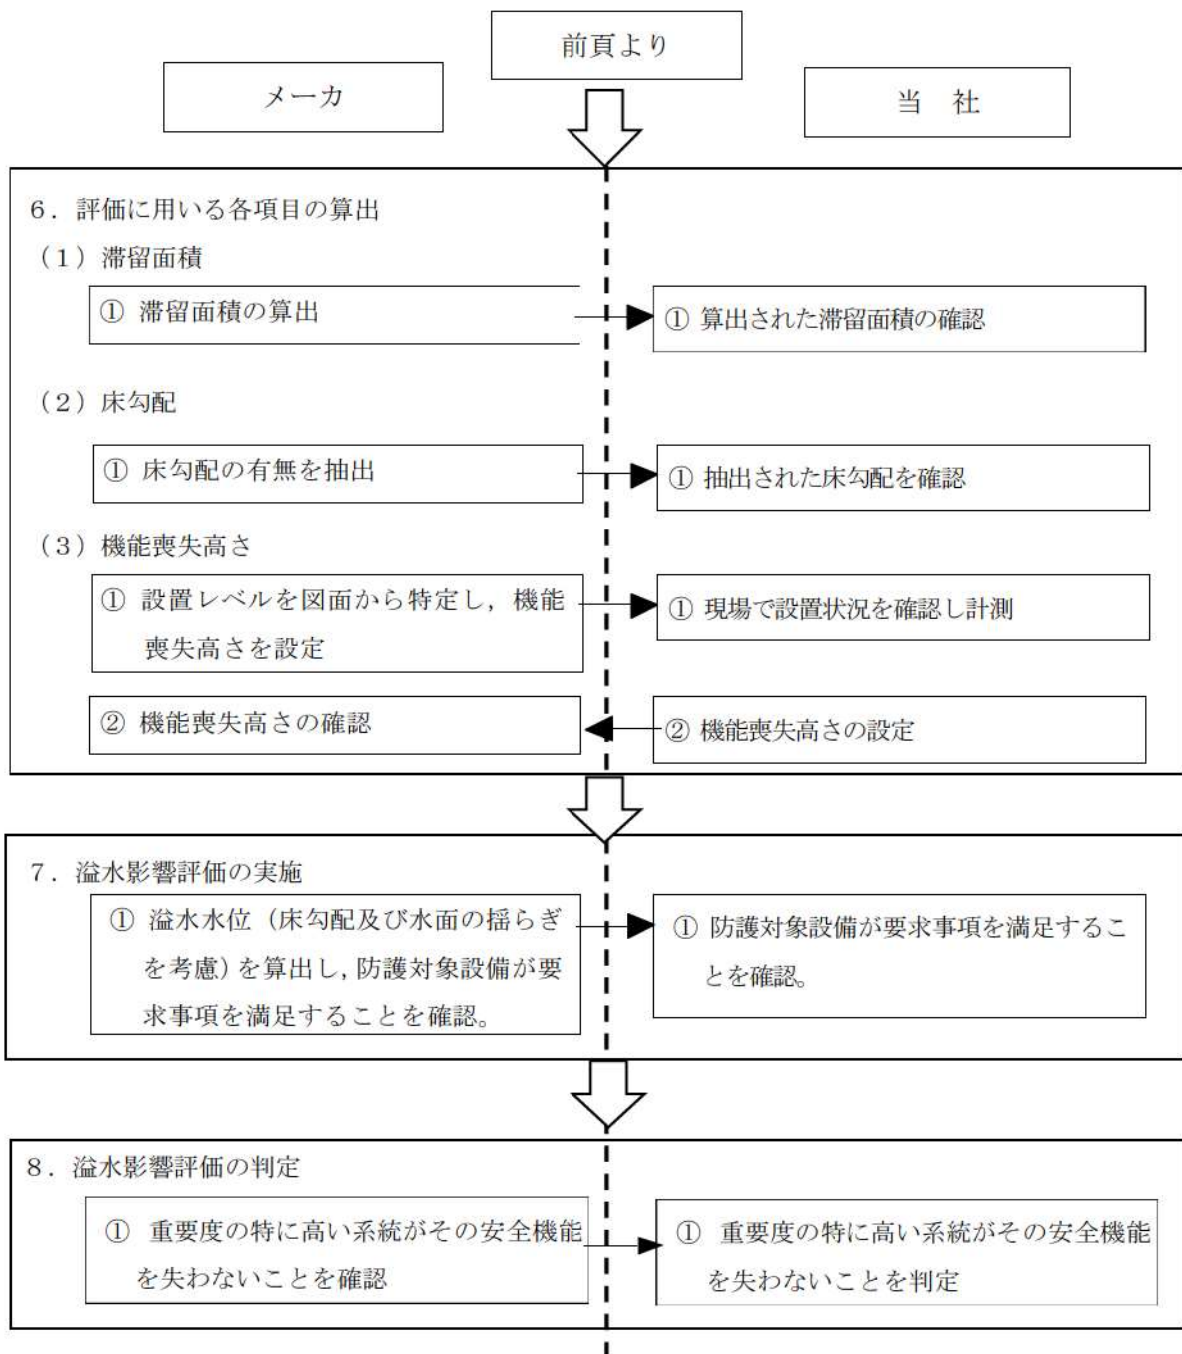 前頁より
メーカ
当　社
６．評価に用いる各項目の算出
（１）滞留面積
① 滞留面積の算出
① 算出された滞留面積の確認
（２）床勾配
① 床勾配の有無を抽出
① 抽出された床勾配を確認
（３）機能喪失高さ
① 設置レベルを図面から特定し，機能
喪失高さを設定
① 現場で設置状況を確認し計測
② 機能喪失高さの確認
② 機能喪失高さの設定
７．溢水影響評価の実施
① 溢水水位（床勾配及び水面の揺らぎ
を考慮）を算出し，防護対象設備が要
求事項を満足することを確認。
① 防護対象設備が要求事項を満足するこ
とを確認。
８．溢水影響評価の判定
① 重要度の特に高い系統がその安全機能
を失わないことを確認
① 重要度の特に高い系統がその安全機能
を失わないことを判定